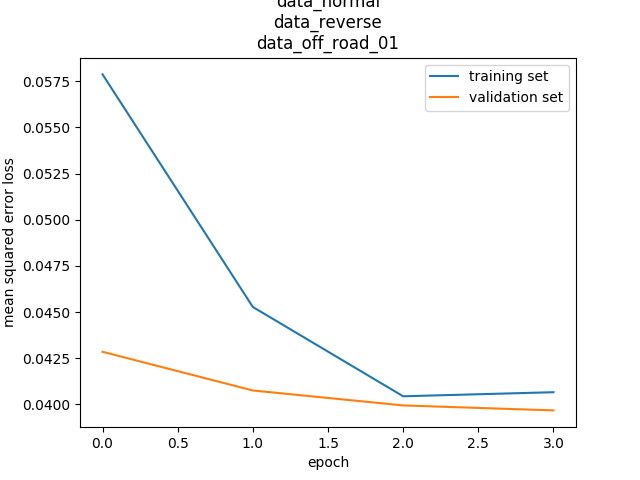 data_normal
data_reverse
data_off_road_01
training set
validation set
mean squared error loss
0.0575
0.0550
0.0525
0.0500
0.0475
0.0450
0.0425
0.0400
0.0
0.5
1.0
1.5
2.0
2.5
3.0
epoch